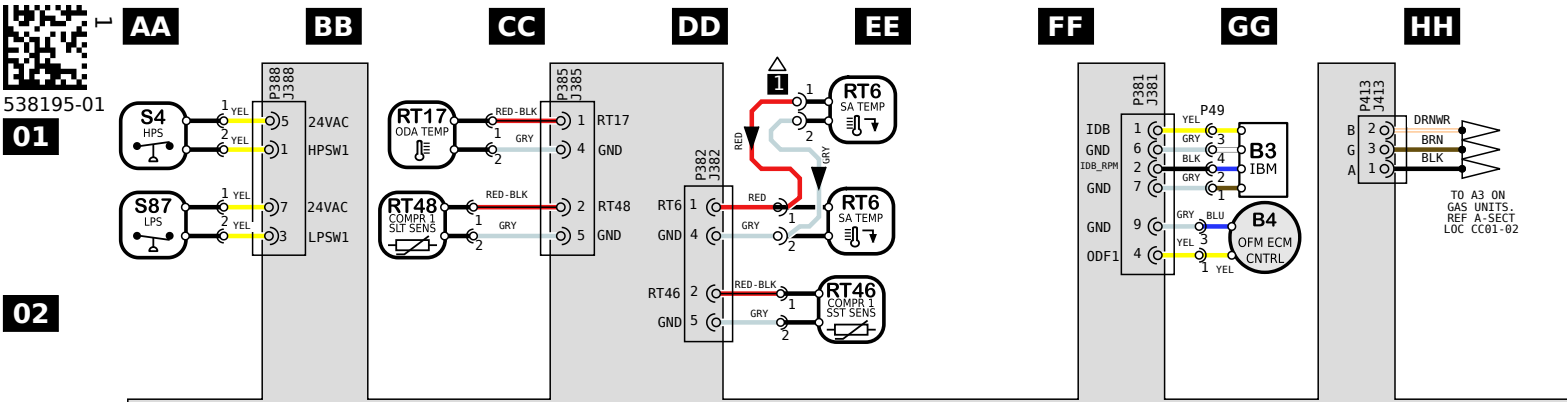 1
AA
BB
CC
DD
EE
FF
GG
HH
538195-01
01
02
S4
HPS
1
YEL
2
YEL
P388
J388
5
24VAC
1
HPSW1
S87
LPS
1
YEL
2
YEL
7
24VAC
3
LPSW1
RT17
ODA TEMP
1
RED-BLK
2
GRY
P385
J385
1
RT17
4
GND
RT48
COMPR 1
SLT SENS
1
RED-BLK
2
GRY
2
RT48
5
GND
P382
J382
RT6
1
RED
1
GND
4
GRY
2
1
RED
GRY
1
2
RT6
SA TEMP
RT6
SA TEMP
RT46
2
RED-BLK
1
GND
5
GRY
2
RT46
COMPR 1
SST SENS
P381
J381
P49
IDB
1
YEL
GND
6
GRY
3
IDB_RPM
2
BLK
4
GND
7
GRY
2
1
B3
IBM
GND
9
GRY
BLU
3
ODF1
4
YEL
1
YEL
B4
OFM ECM
CNTRL
P413
J413
B
2
DRNWR
G
3
BRN
A
1
BLK
TO A3 ON
GAS UNITS.
REF A-SECT
LOC CC01-02